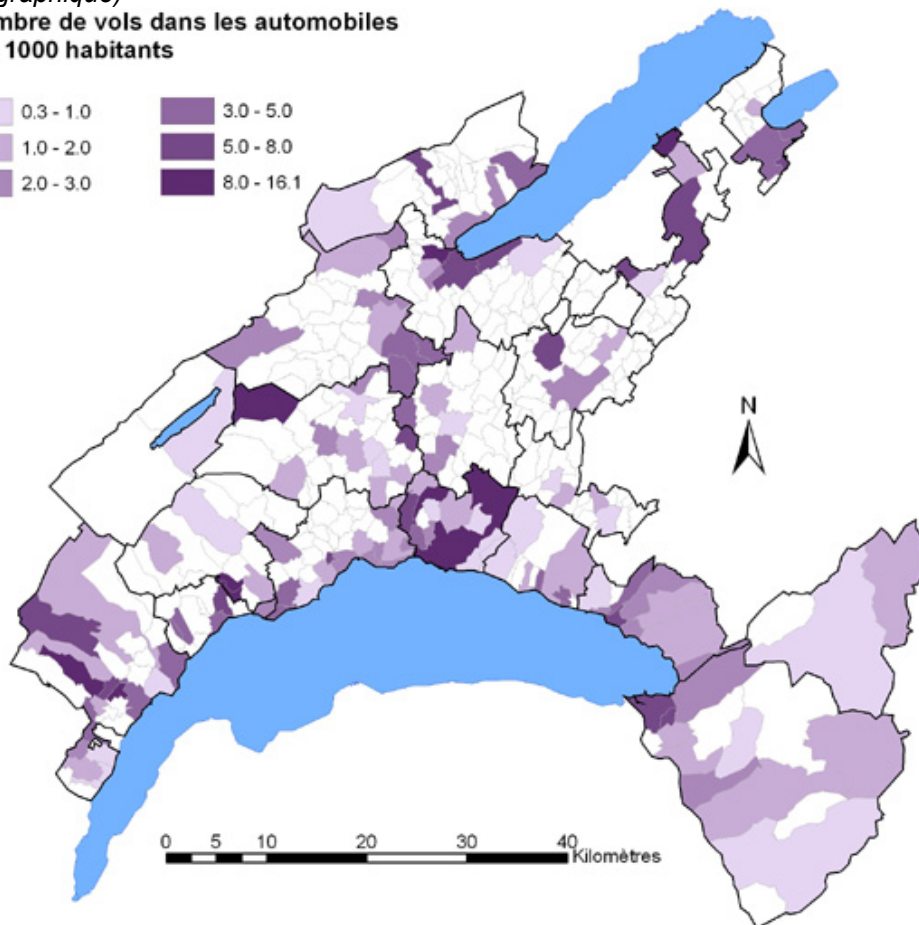 graphique)
mbre de vols dans les automobiles
1000 habitants
0.3 - 1.0
1.0 - 2.0
2.0 - 3.0
3.0 - 5.0
5.0 - 8.0
8.0 - 16.1
N
0 5 10 20 30 40
Kilomètres